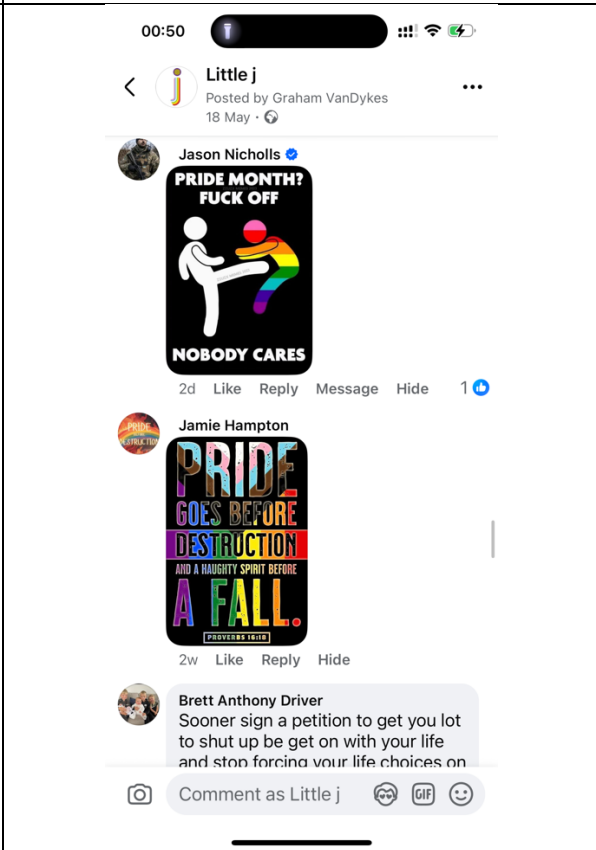 00:50
Little j
Posted by Graham VanDykes
18 May ·
Jason Nicholls
PRIDE MONTH?
FUCK OFF
NOBODY CARES
2d Like Reply Message Hide 1
Jamie Hampton
PRIDE
GOES BEFORE
DESTRUCTION
AND A HAUGHTY SPIRIT BEFORE
A FALL.
PROVERBS 16:18
2w Like Reply Hide
Brett Anthony Driver
Sooner sign a petition to get you lot
to shut up be get on with your life
and stop forcing your life choices on
Comment as Little j GIF